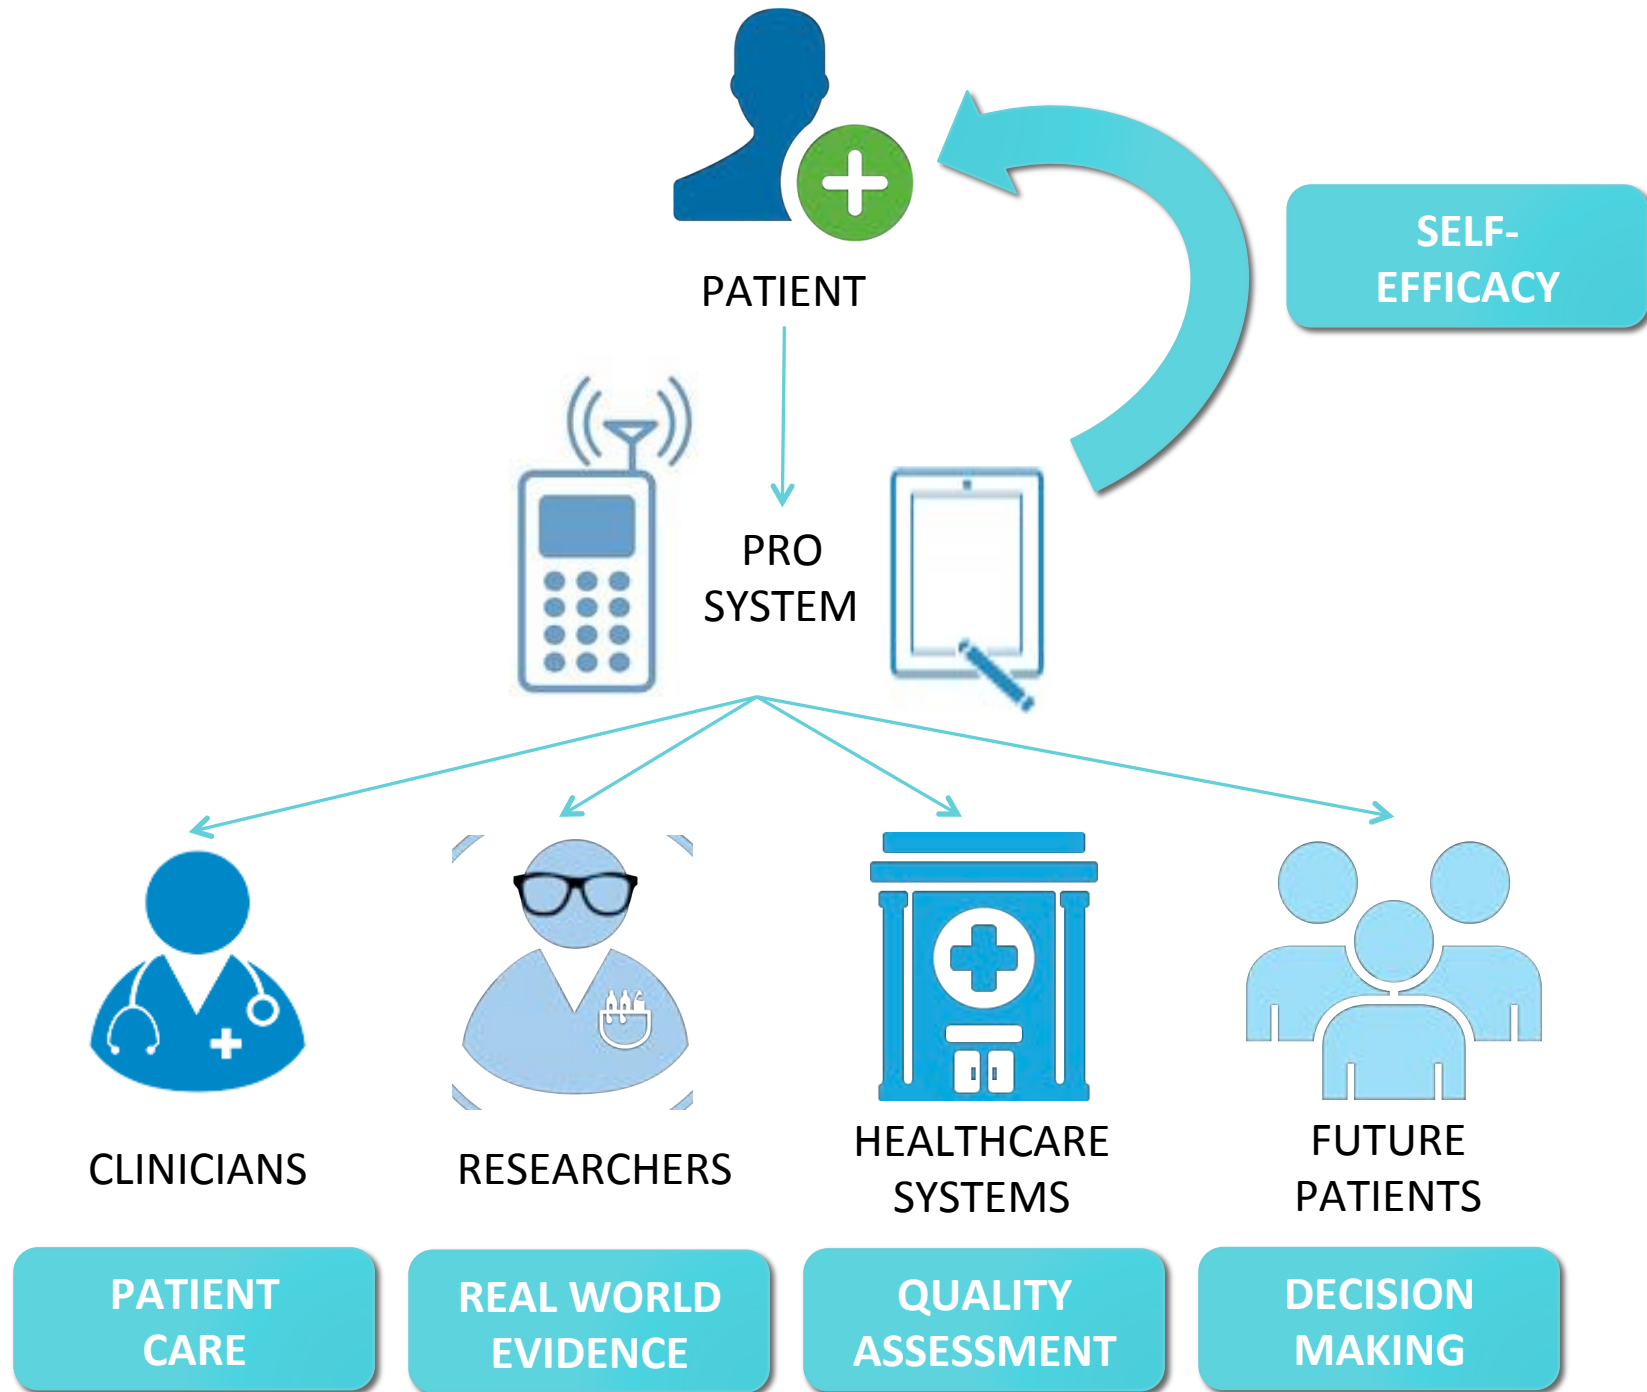 SELF-
EFFICACY
PATIENT
PRO
SYSTEM
CLINICIANS
RESEARCHERS
HEALTHCARE
SYSTEMS
FUTURE
PATIENTS
PATIENT
CARE
REAL WORLD
EVIDENCE
QUALITY
ASSESSMENT
DECISION
MAKING